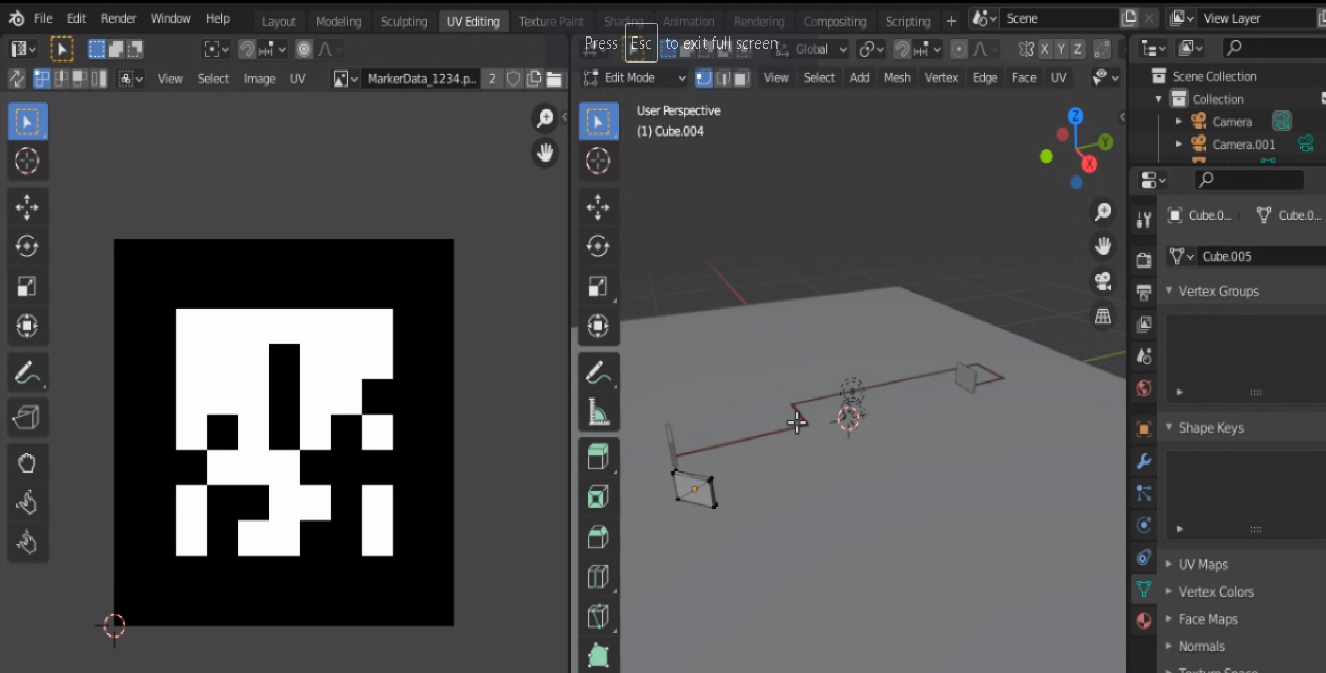 File Edit Render Window Help Layout Modeling Sculpting UV Editing Texture Paint Shading Animation Rendering Compositing Scripting + Scene View Layer
Press Esc to exit full screen
Global X Y Z
View Select Image UV MarkerData_1234.p... 2 Edit Mode View Select Add Mesh Vertex Edge Face UV
Scene Collection
Collection
Camera
Camera.001
User Perspective
(1) Cube.004
Z
Y
X
Cube.0... Cube.0...
Cube.005
Vertex Groups
Shape Keys
UV Maps
Vertex Colors
Face Maps
Normals
Texture Space